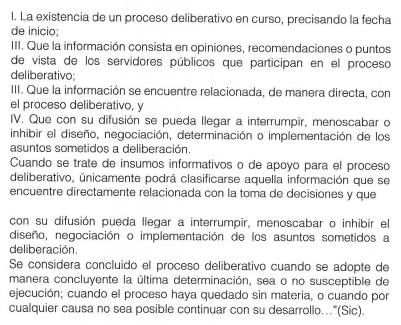 I. La existencia de un proceso deliberativo en curso, precisando la fecha
de inicio;
III. Que la información consista en opiniones, recomendaciones o puntos
de vista de los servidores públicos que participan en el proceso
deliberativo;
III. Que la información se encuentre relacionada, de manera directa, con
el proceso deliberativo, y
IV. Que con su difusión se pueda llegar a interrumpir, menoscabar o
inhibir el diseño, negociación, determinación o implementación de los
asuntos sometidos a deliberación.
Cuando se trate de insumos informativos o de apoyo para el proceso
deliberativo, únicamente podrá clasificarse aquella información que se
encuentre directamente relacionada con la toma de decisiones y que
con su difusión pueda llegar a interrumpir, menoscabar o inhibir el
diseño, negociación o implementación de los asuntos sometidos a
deliberación.
Se considera concluido el proceso deliberativo cuando se adopte de
manera concluyente la última determinación, sea o no susceptible de
ejecución; cuando el proceso haya quedado sin materia, o cuando por
cualquier causa no sea posible continuar con su desarrollo..."(Sic).